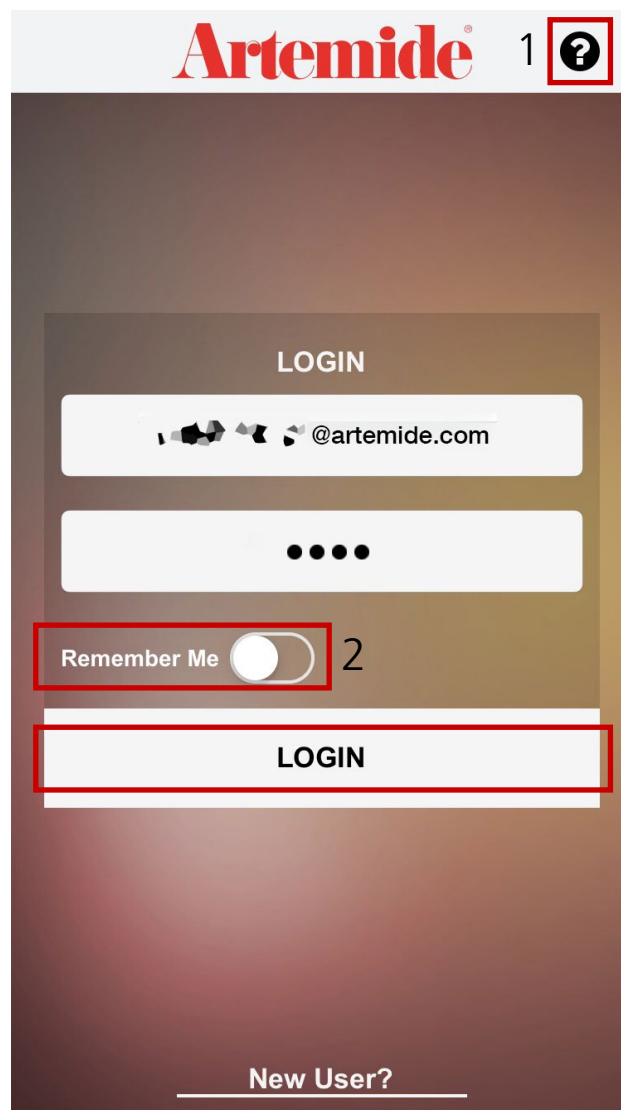 Artemide®
1 ?
LOGIN
@artemide.com
••••
Remember Me
2
LOGIN
New User?